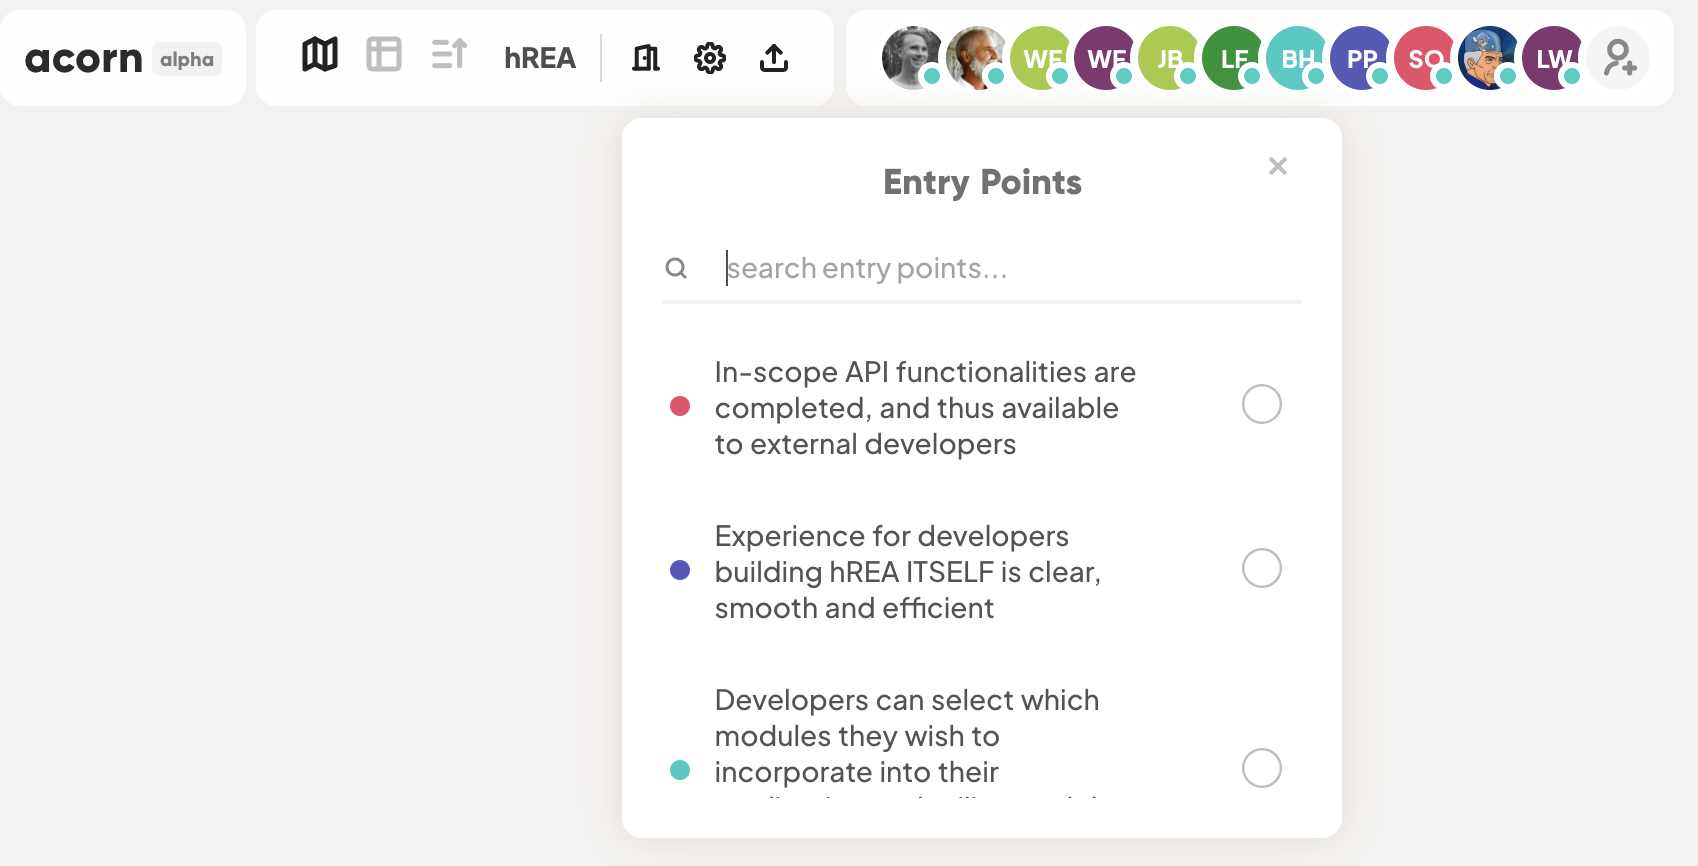 acorn alpha
hREA
WE WE JB LF BH PP SO LW
Entry Points
search entry points...
In-scope API functionalities are
completed, and thus available
to external developers
Experience for developers
building hREA ITSELF is clear,
smooth and efficient
Developers can select which
modules they wish to
incorporate into their